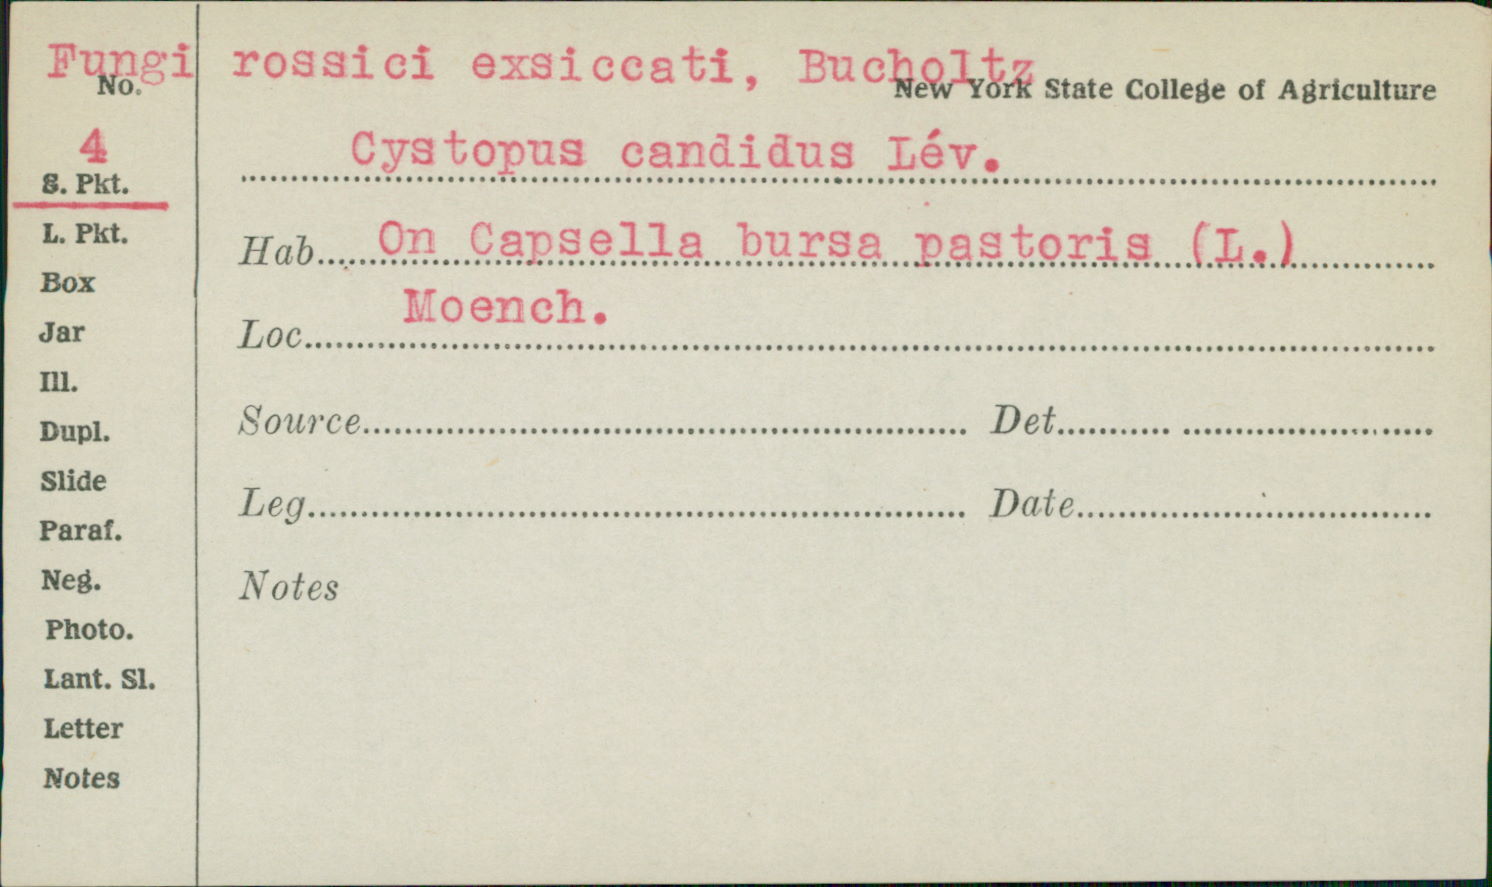 Fungi rossici exsiccati, Bucholtz
No.
New York State College of Agriculture
4
Cystopus candidus Lév.
S. Pkt.
L. Pkt.
Hab. On Capsella bursa pastoris (L.)
Moench.
Box
Jar
Loc.
Ill.
Dupl.
Source
Det.
Slide
Leg.
Date
Paraf.
Neg.
Notes
Photo.
Lant. Sl.
Letter
Notes